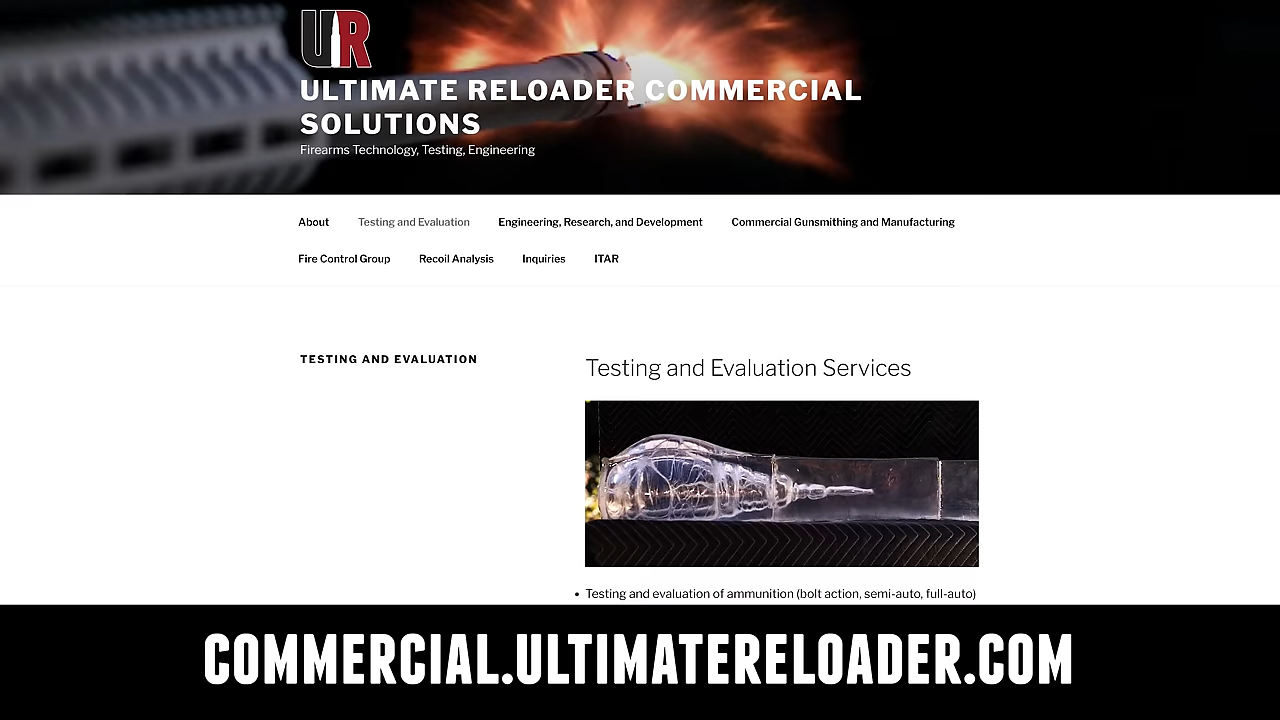 UR
ULTIMATE RELOADER COMMERCIAL
SOLUTIONS
Firearms Technology, Testing, Engineering
About Testing and Evaluation Engineering, Research, and Development Commercial Gunsmithing and Manufacturing
Fire Control Group Recoil Analysis Inquiries ITAR
TESTING AND EVALUATION
Testing and Evaluation Services
• Testing and evaluation of ammunition (bolt action, semi-auto, full-auto)
COMMERCIAL.ULTIMATERELOADER.COM